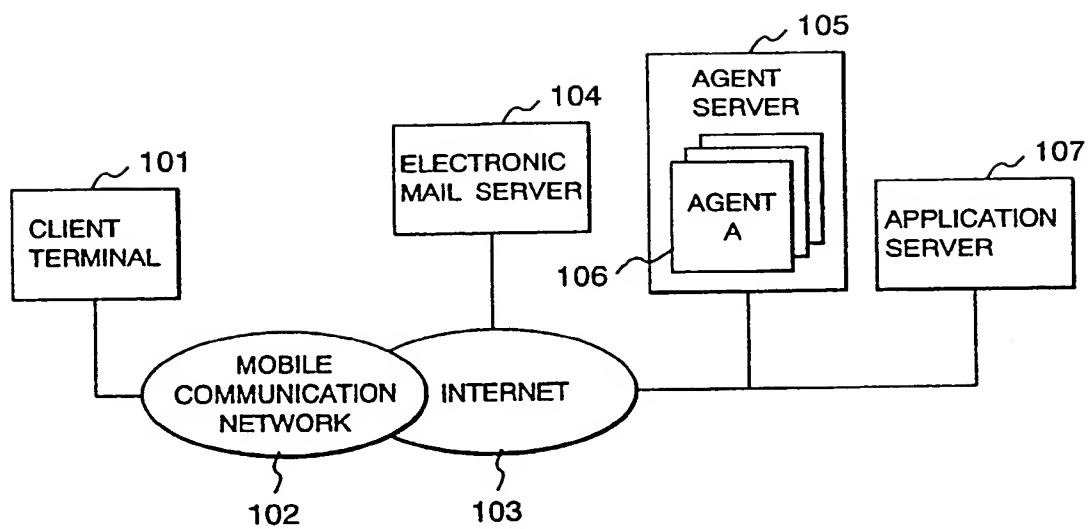 105
AGENT
SERVER
104
ELECTRONIC
MAIL SERVER
101
CLIENT
TERMINAL
AGENT
A
106
107
APPLICATION
SERVER
MOBILE
COMMUNICATION
NETWORK
INTERNET
102
103